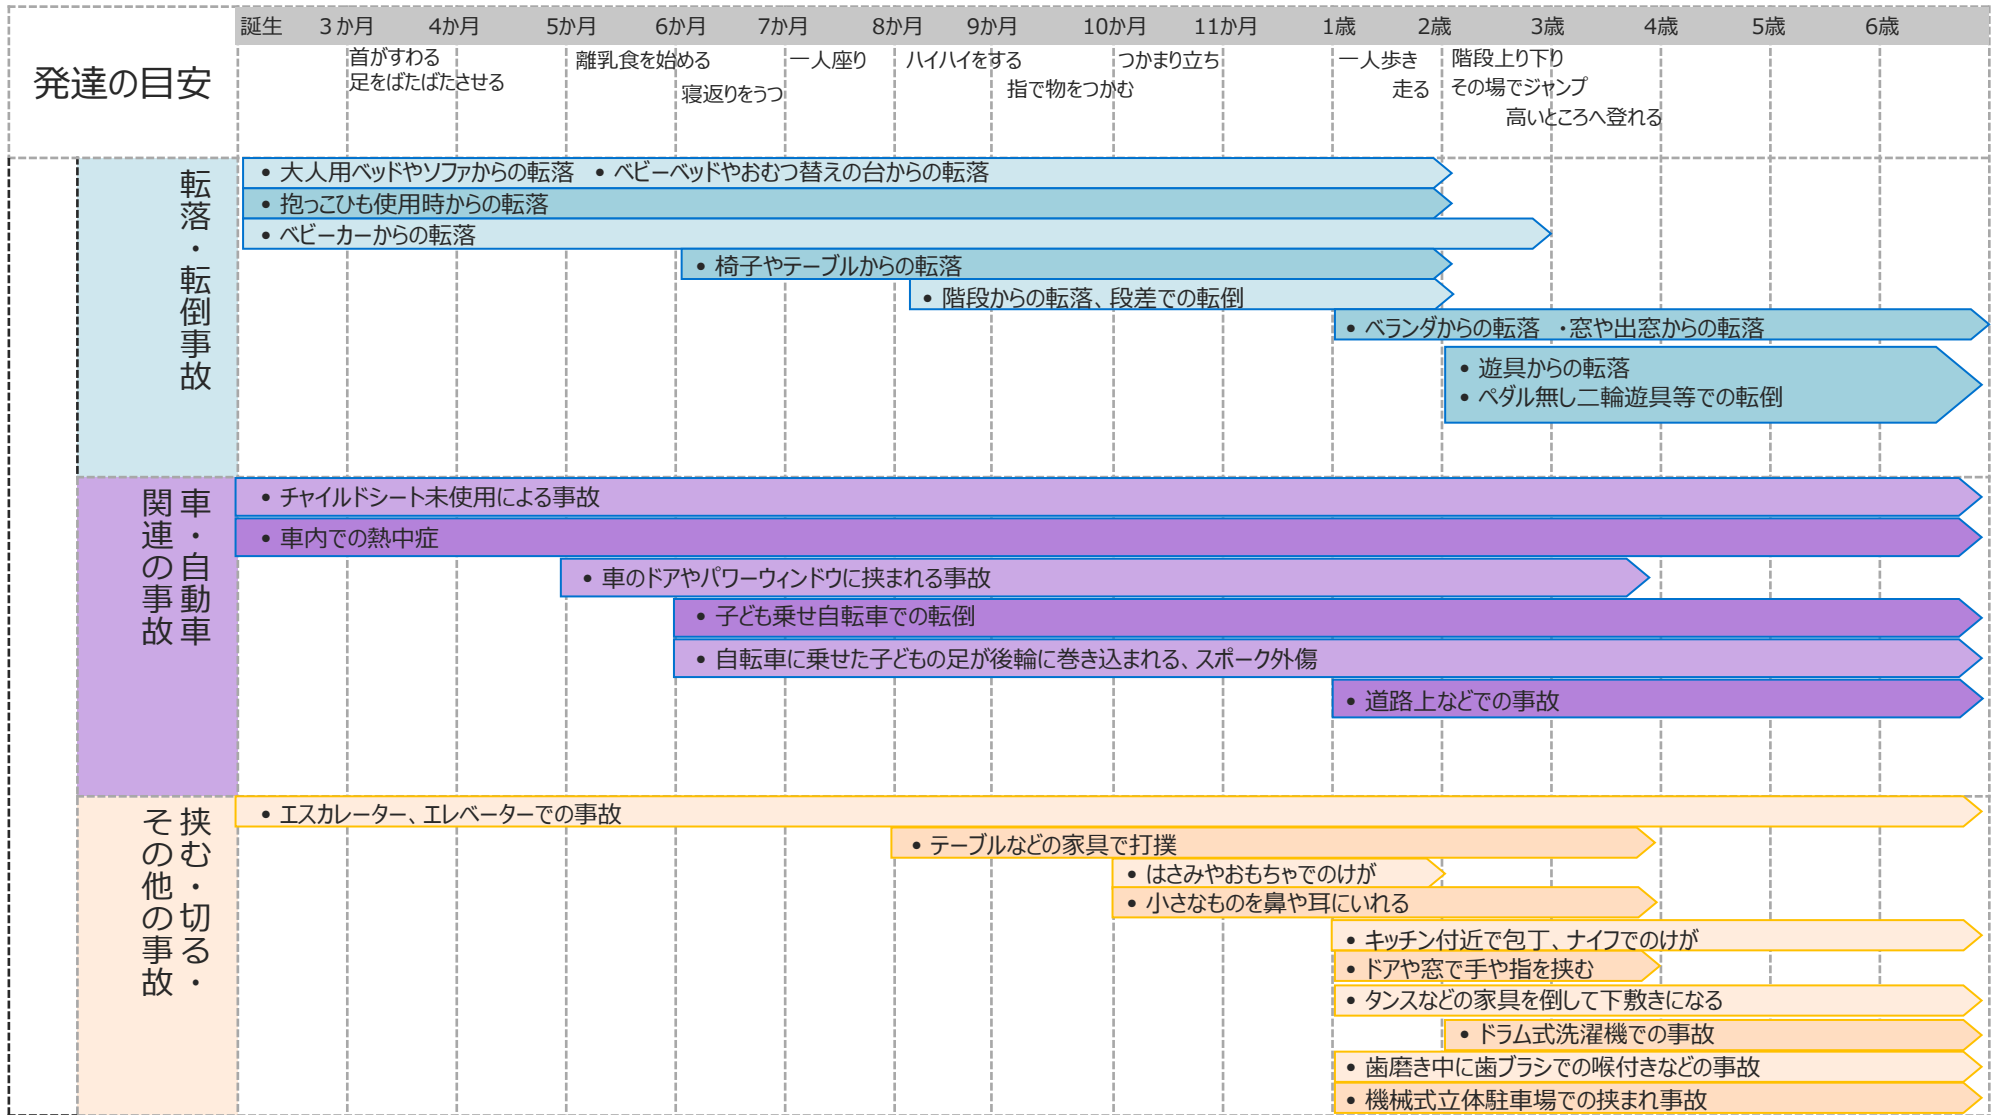 誕生 3か月 4か月 5か月 6か月 7か月 8か月 9か月 10か月 11か月 1歳 2歳 3歳 4歳 5歳 6歳
発達の目安
首がすわる
足をばたばたさせる
離乳食を始める
寝返りをうつ
一人座り
ハイハイをする
指で物をつかむ
つかまり立ち
一人歩き
走る
階段上り下り
その場でジャンプ
高いところへ登れる
転落・転倒事故
• 大人用ベッドやソファからの転落 • ベビーベッドやおむつ替えの台からの転落
• 抱っこひも使用時からの転落
• ベビーカーからの転落
• 椅子やテーブルからの転落
• 階段からの転落、段差での転倒
• ベランダからの転落 ・窓や出窓からの転落
• 遊具からの転落
• ペダル無し二輪遊具等での転倒
車・自動車
関連の事故
• チャイルドシート未使用による事故
• 車内での熱中症
• 車のドアやパワーウィンドウに挟まれる事故
• 子ども乗せ自転車での転倒
• 自転車に乗せた子どもの足が後輪に巻き込まれる、スポーク外傷
• 道路上などでの事故
挟む・切る・
その他の事故
• エスカレーター、エレベーターでの事故
• テーブルなどの家具で打撲
• はさみやおもちゃでのけが
• 小さなものを鼻や耳にいれる
• キッチン付近で包丁、ナイフでのけが
• ドアや窓で手や指を挟む
• タンスなどの家具を倒して下敷きになる
• ドラム式洗濯機での事故
• 歯磨き中に歯ブラシでの喉付きなどの事故
• 機械式立体駐車場での挟まれ事故